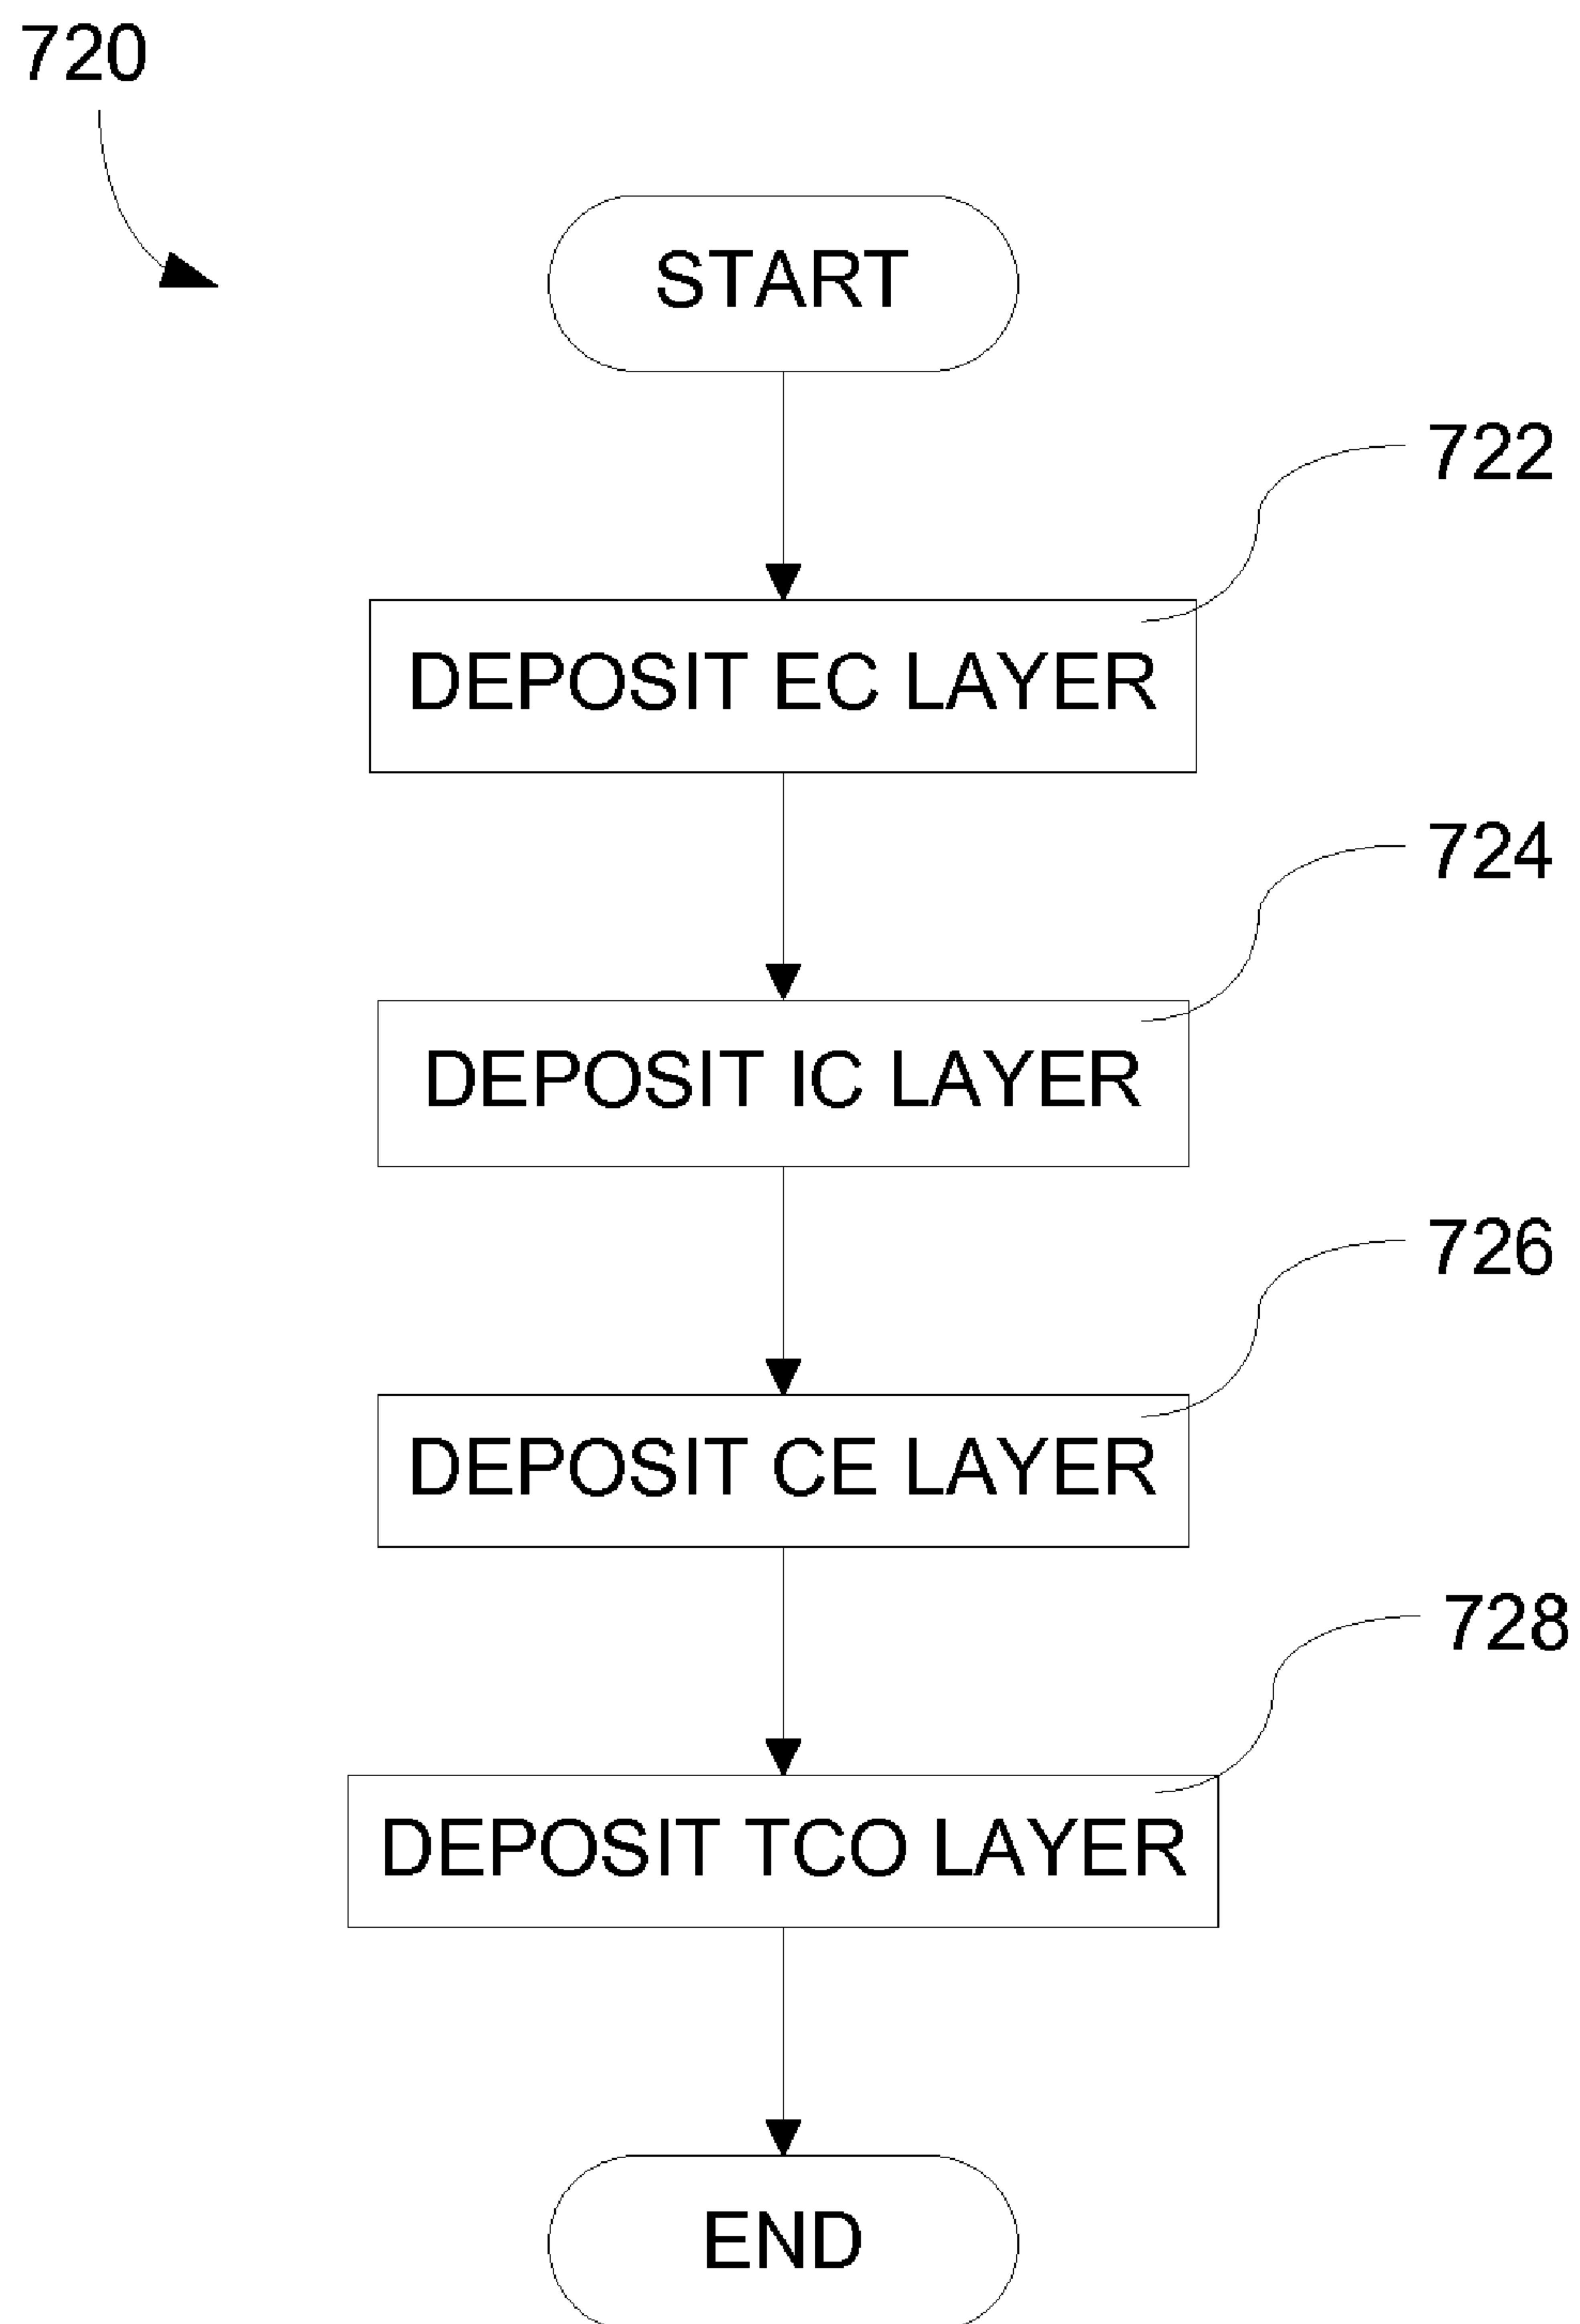 720
START
722
DEPOSIT EC LAYER
724
DEPOSIT IC LAYER
726
DEPOSIT CE LAYER
728
DEPOSIT TCO LAYER
END